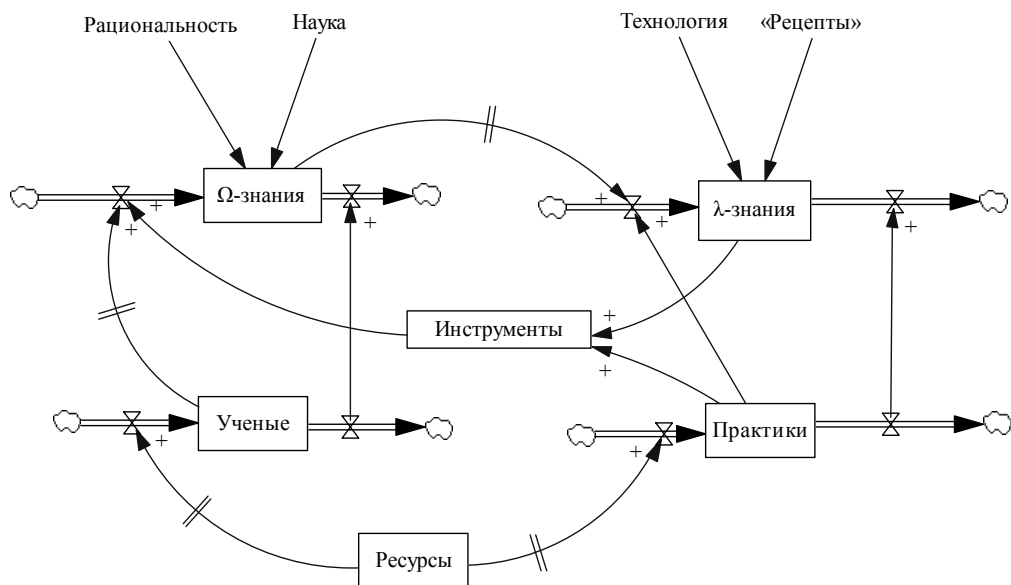 Рациональность
Наука
Технология
«Рецепты»
Ω-знания
λ-знания
+
+
+
+
+
+
+
Инструменты
+
+
Ученые
Практики
+
+
Ресурсы